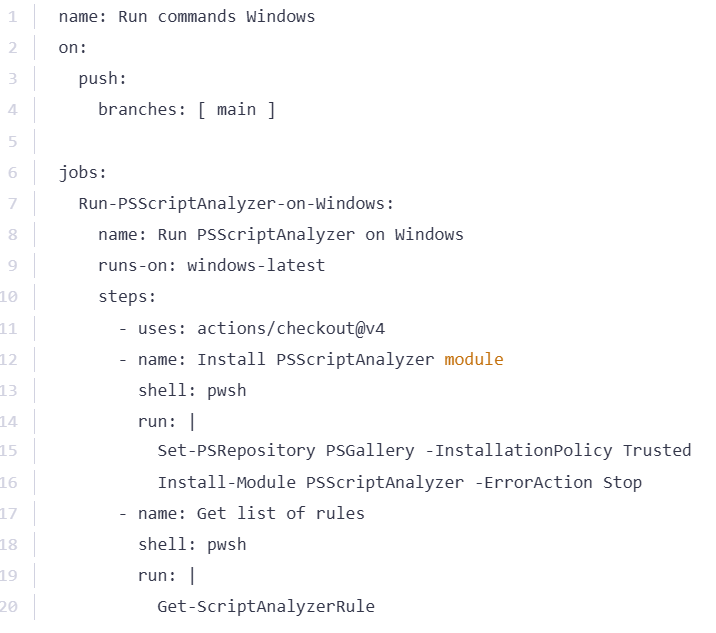 1 name: Run commands Windows
2 on:
3   push:
4     branches: [ main ]
5
6 jobs:
7   Run-PSScriptAnalyzer-on-Windows:
8     name: Run PSScriptAnalyzer on Windows
9     runs-on: windows-latest
10     steps:
11       - uses: actions/checkout@v4
12       - name: Install PSScriptAnalyzer module
13         shell: pwsh
14         run: |
15           Set-PSRepository PSGallery -InstallationPolicy Trusted
16           Install-Module PSScriptAnalyzer -ErrorAction Stop
17       - name: Get list of rules
18         shell: pwsh
19         run: |
20           Get-ScriptAnalyzerRule